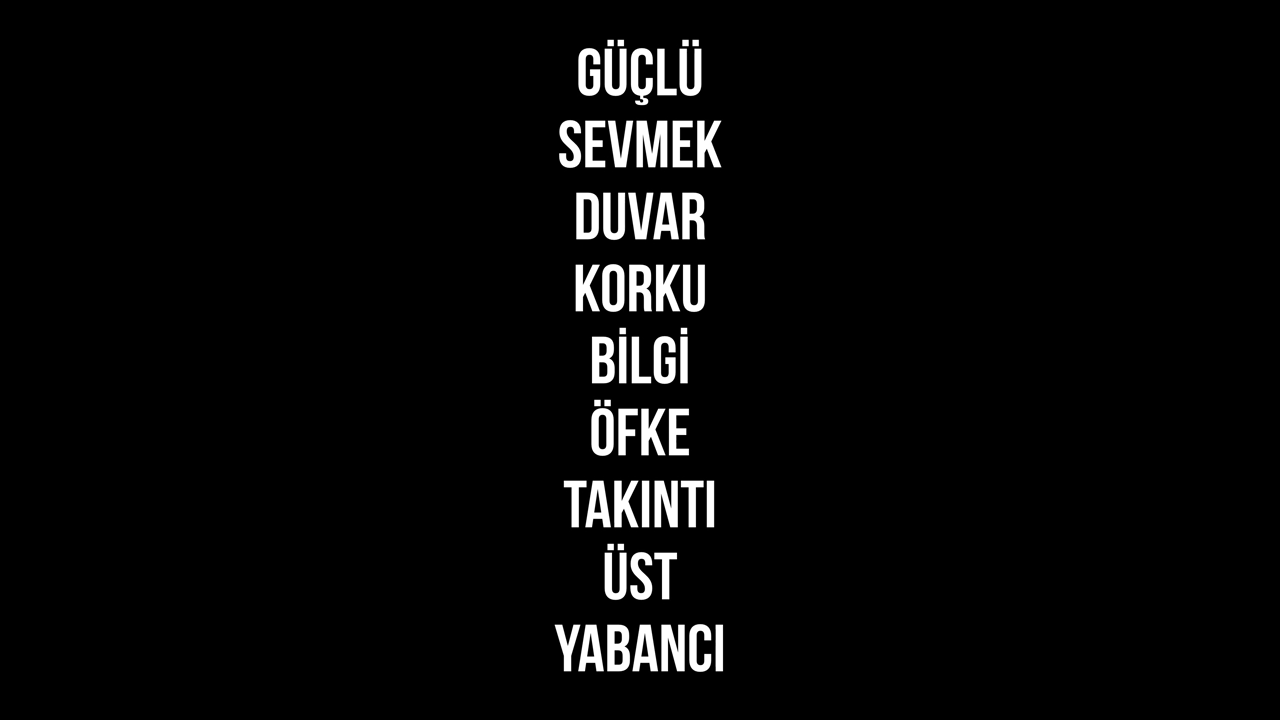 GÜÇLÜ
SEVMEK
DUVAR
KORKU
BİLGİ
ÖFKE
TAKINTI
ÜST
YABANCI